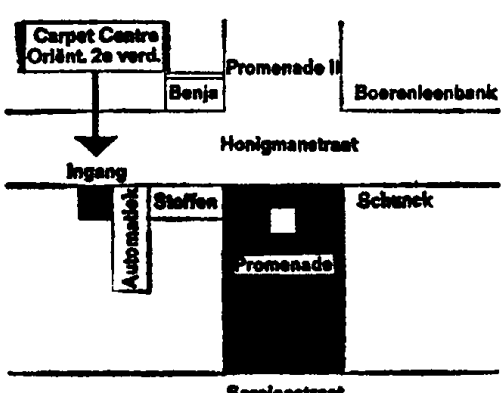 Carpet Centre
Oriënt. 2e verd.
Promenade II
Benja
Boerenleenbank
Honigmanstraat
Ingang
Automatiek
Stoffen
Schunck
Promenade